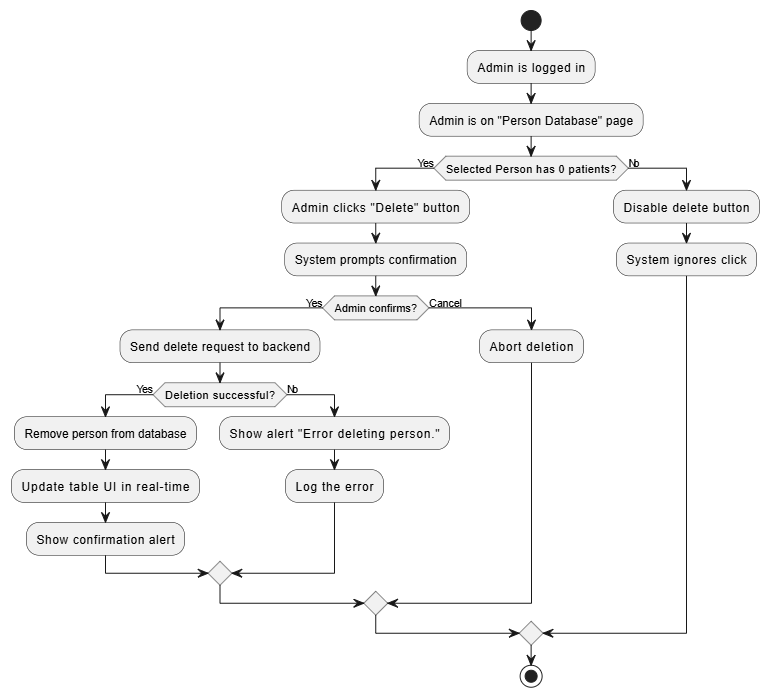 Admin is logged in
Admin is on "Person Database" page
Yes
Selected Person has 0 patients?
No
Admin clicks "Delete" button
Disable delete button
System prompts confirmation
System ignores click
Yes
Admin confirms?
Cancel
Send delete request to backend
Abort deletion
Yes
Deletion successful?
No
Remove person from database
Show alert "Error deleting person."
Update table UI in real-time
Log the error
Show confirmation alert